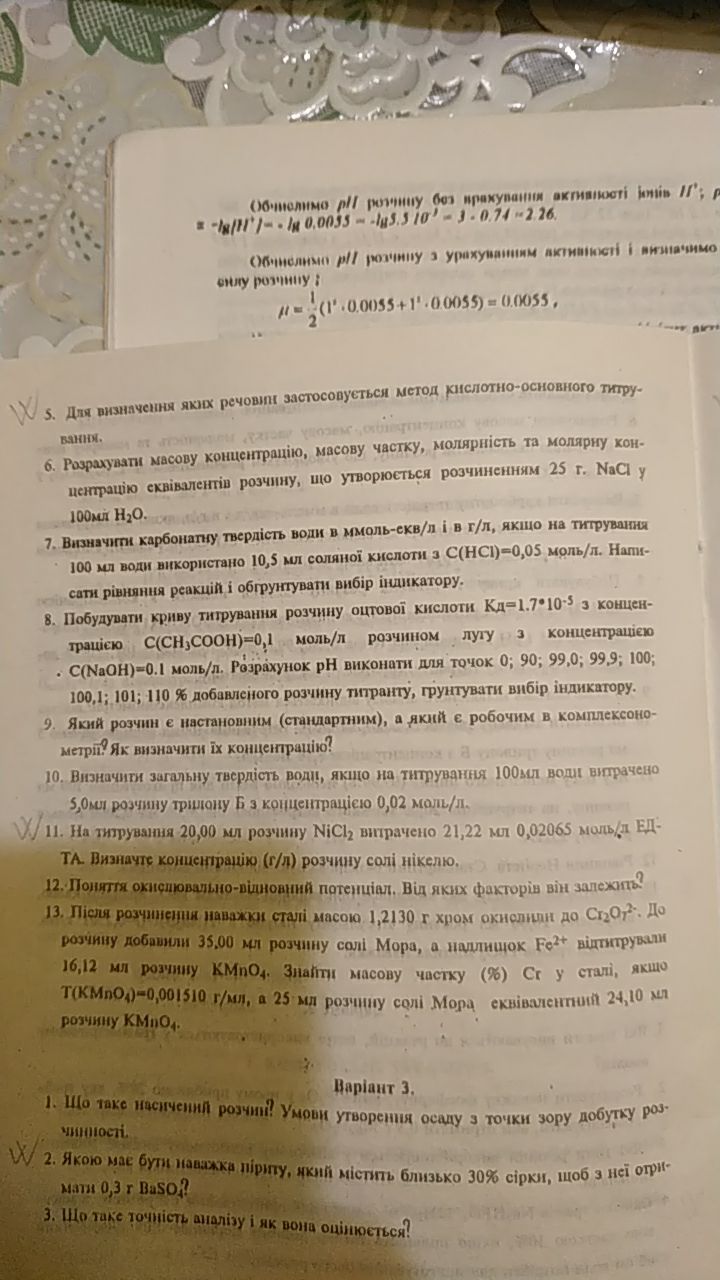 Обчислимо pH розчину без врахування активності іонів H⁺; p
= -lg[H⁺]= - lg 0.0055 = -lg5.5 10⁻³ = 3 - 0.74 =2.26.
Обчислимо pH розчину з урахуванням активності і визначимо
силу розчину ;
μ = 1/2 (1² · 0.0055 + 1² · 0.0055) = 0.0055 ,
5. Для визначення яких речовин застосовується метод кислотно-основного титру-
вання.
6. Розрахувати масову концентрацію, масову частку, молярність та молярну кон-
центрацію еквівалентів розчину, що утворюється розчиненням 25 г. NaCl у
100мл H₂O.
7. Визначити карбонатну твердість води в ммоль-екв/л і в г/л, якщо на титрування
100 мл води використано 10,5 мл соляної кислоти з C(HCl)=0,05 моль/л. Напи-
сати рівняння реакцій і обгрунтувати вибір індикатору.
8. Побудувати криву титрування розчину оцтової кислоти Kд=1.7*10⁻⁵ з концен-
трацією C(CH₃COOH)=0,1 моль/л розчином лугу з концентрацією
C(NaOH)=0.1 моль/л. Розрахунок pH виконати для точок 0; 90; 99,0; 99,9; 100;
100,1; 101; 110 % добавленого розчину титранту, грунтувати вибір індикатору.
9. Який розчин є настановним (стандартним), а який є робочим в комплексоно-
метрії? Як визначити їх концентрацію?
10. Визначити загальну твердість води, якщо на титрування 100мл води витрачено
5,0мл розчину трилону Б з концентрацією 0,02 моль/л.
11. На титрування 20,00 мл розчину NiCl₂ витрачено 21,22 мл 0,02065 моль/л ЕД-
ТА. Визначте концентрацію (г/л) розчину солі нікелю.
12. Поняття окислювально-відновний потенціал. Від яких факторів він залежить?
13. Після розчинення наважки сталі масою 1,2130 г хром окислили до Cr₂O₇²⁻. До
розчину добавили 35,00 мл розчину солі Мора, а надлишок Fe²⁺ відтитрували
16,12 мл розчину KMnO₄. Знайти масову частку (%) Cr у сталі, якщо
T(KMnO₄)=0,001510 г/мл, а 25 мл розчину солі Мора еквівалентний 24,10 мл
розчину KMnO₄.
Варіант 3.
1. Що таке насичений розчин? Умови утворення осаду з точки зору добутку роз-
чинності.
2. Якою має бути наважка піриту, який містить близько 30% сірки, щоб з неї отри-
мати 0,3 г BaSO₄?
3. Що таке точність аналізу і як вона оцінюється?